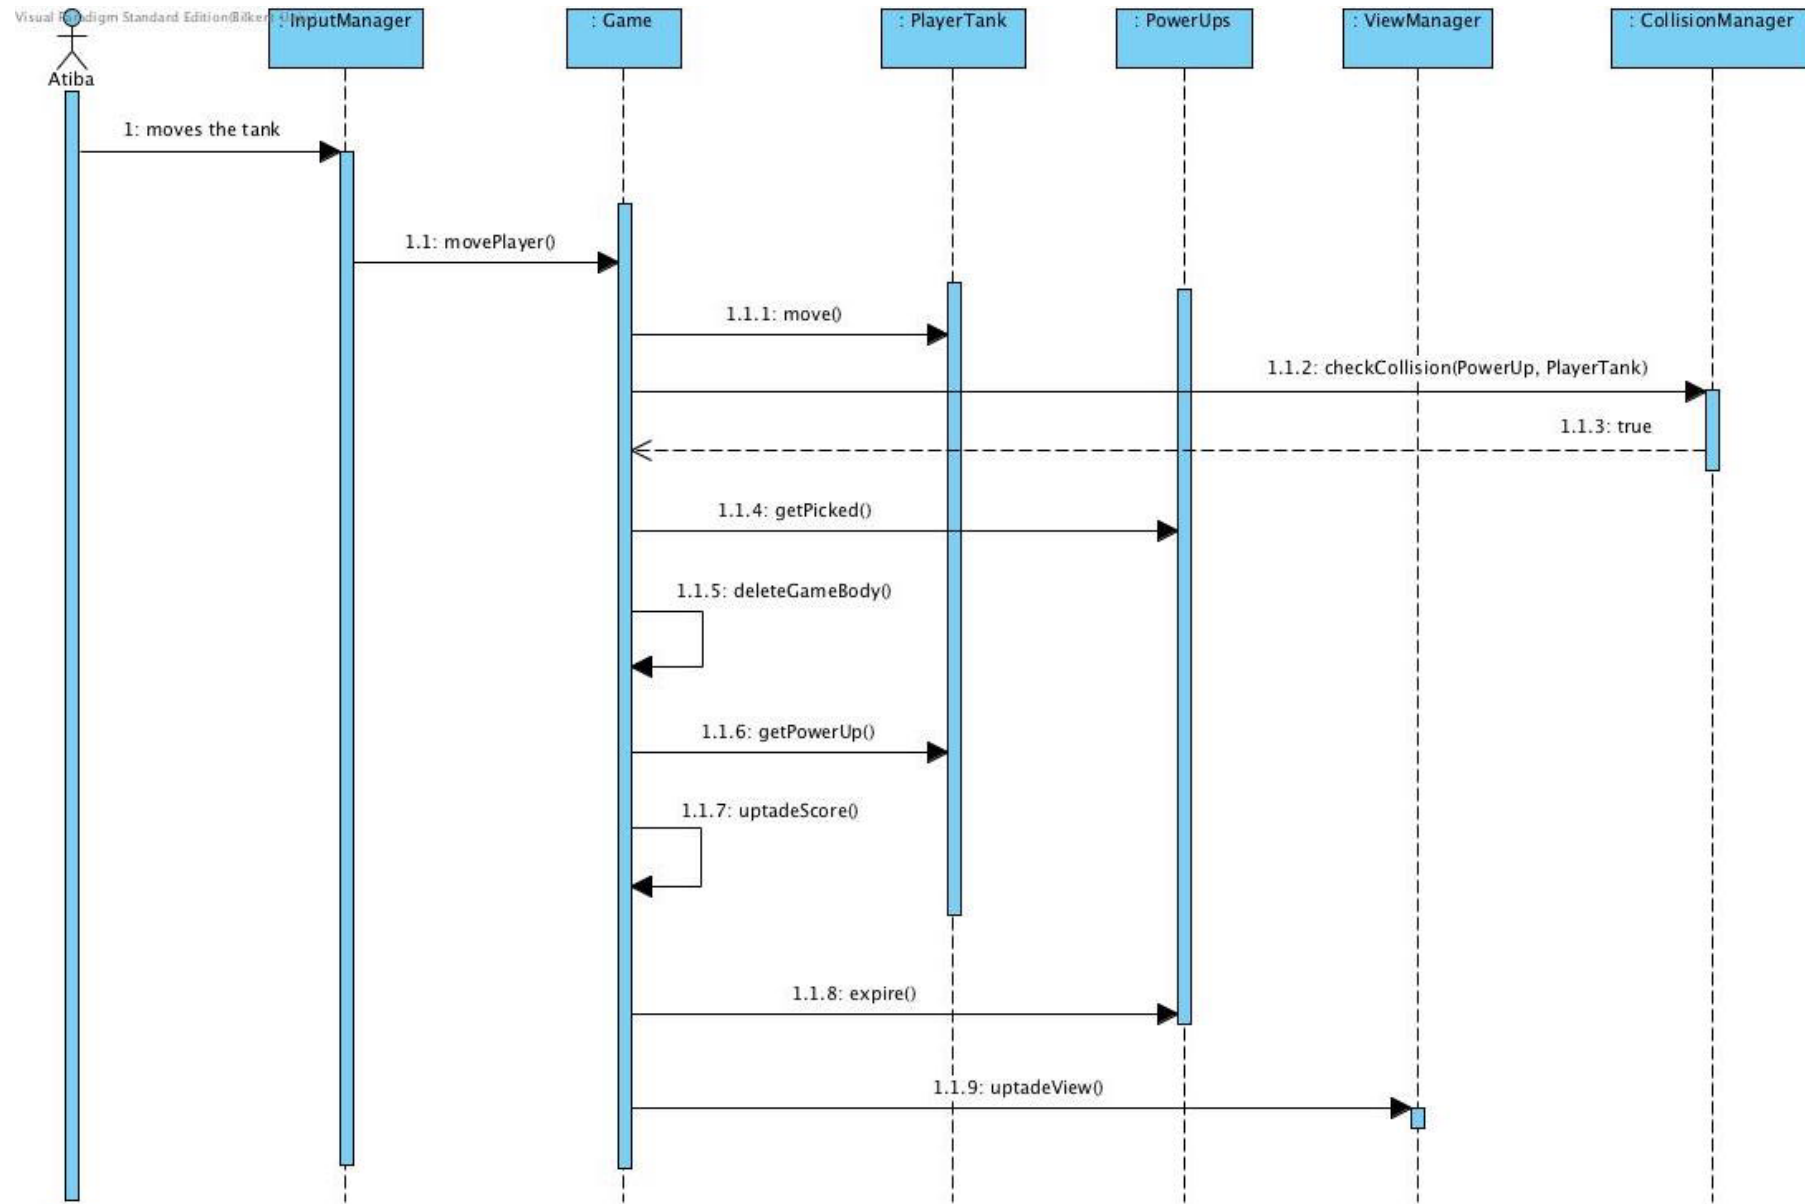 Visual Paradigm Standard Edition(Bilkent
: InputManager
: Game
: PlayerTank
: PowerUps
: ViewManager
: CollisionManager
Atiba
1: moves the tank
1.1: movePlayer()
1.1.1: move()
1.1.2: checkCollision(PowerUp, PlayerTank)
1.1.3: true
1.1.4: getPicked()
1.1.5: deleteGameBody()
1.1.6: getPowerUp()
1.1.7: uptadeScore()
1.1.8: expire()
1.1.9: uptadeView()